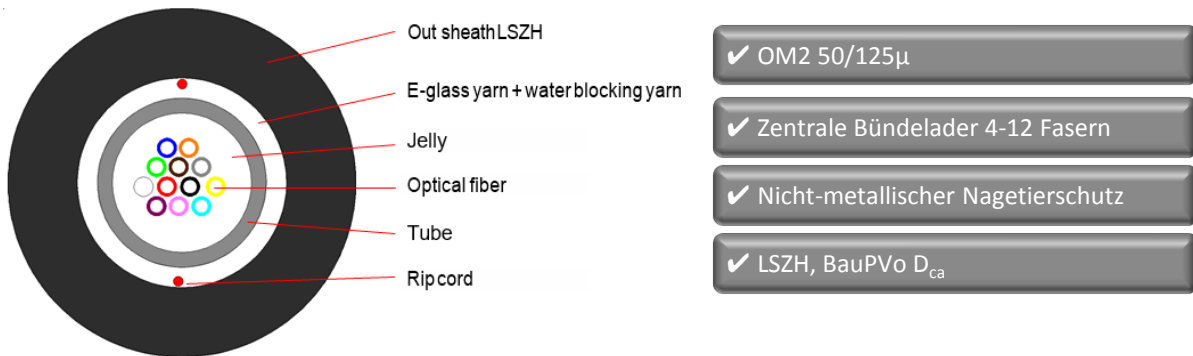 Out sheath LSZH
E-glass yarn + water blocking yarn
Jelly
Optical fiber
Tube
Rip cord
✔ OM2 50/125µ
✔ Zentrale Bündelader 4-12 Fasern
✔ Nicht-metallischer Nagetierschutz
✔ LSZH, BauPVo Dca